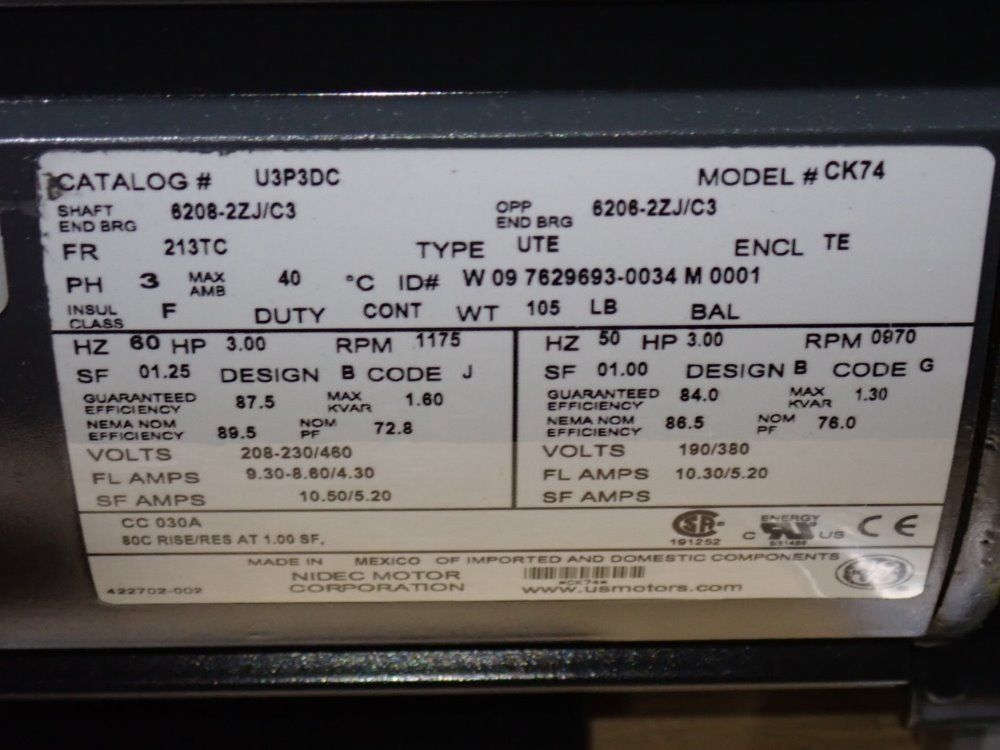 CATALOG # U3P3DC MODEL # CK74
SHAFT END BRG 6208-2ZJ/C3 OPP END BRG 6206-2ZJ/C3
FR 213TC TYPE UTE ENCL TE
PH 3 MAX AMB 40 °C ID# W 09 7629693-0034 M 0001
INSUL CLASS F DUTY CONT WT 105 LB BAL
HZ 60 HP 3.00 RPM 1175
SF 01.25 DESIGN B CODE J
GUARANTEED EFFICIENCY 87.5 MAX KVAR 1.60
NEMA NOM EFFICIENCY 89.5 NOM PF 72.8
VOLTS 208-230/460
FL AMPS 9.30-8.60/4.30
SF AMPS 10.50/5.20
HZ 50 HP 3.00 RPM 0970
SF 01.00 DESIGN B CODE G
GUARANTEED EFFICIENCY 84.0 MAX KVAR 1.30
NEMA NOM EFFICIENCY 86.5 NOM PF 76.0
VOLTS 190/380
FL AMPS 10.30/5.20
SF AMPS
CC 030A
80C RISE/RES AT 1.00 SF,
191252
ENERGY
C US CE
MADE IN MEXICO OF IMPORTED AND DOMESTIC COMPONENTS
NIDEC MOTOR
CORPORATION
*CK74*
www.usmotors.com
422702-002